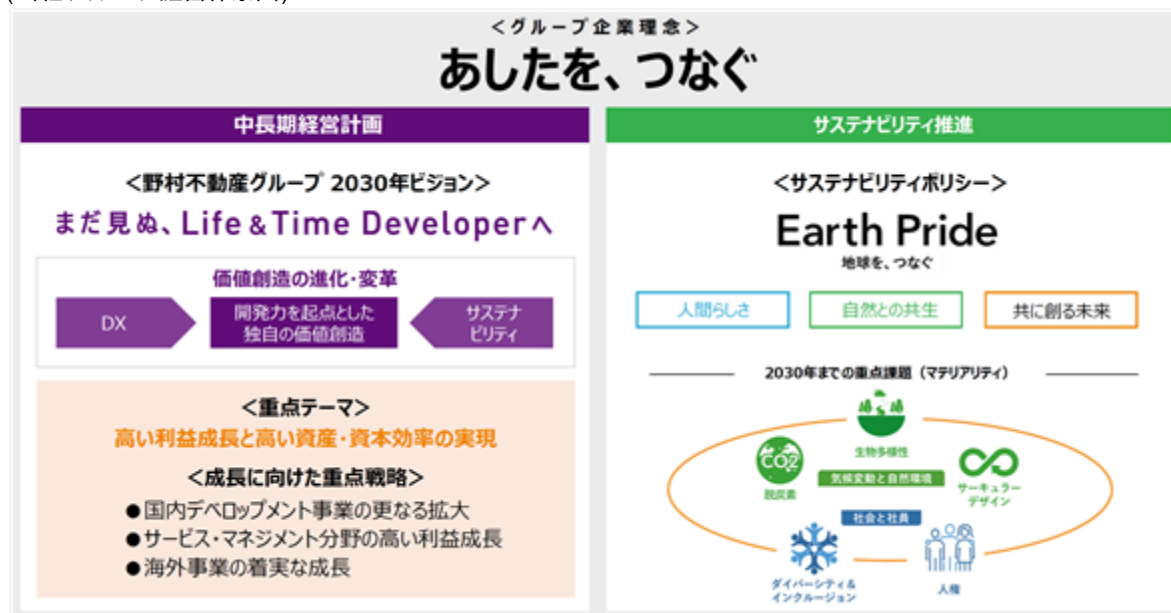 <グループ企業理念>
あしたを、つなぐ
中長期経営計画
<野村不動産グループ 2030年ビジョン>
まだ見ぬ、Life & Time Developerへ
価値創造の進化・変革
DX
開発力を起点とした
独自の価値創造
サステナ
ビリティ
<重点テーマ>
高い利益成長と高い資産・資本効率の実現
<成長に向けた重点戦略>
●国内デベロップメント事業の更なる拡大
●サービス・マネジメント分野の高い利益成長
●海外事業の着実な成長
サステナビリティ推進
<サステナビリティポリシー>
Earth Pride
地球を、つなぐ
人間らしさ
自然との共生
共に創る未来
2030年までの重点課題（マテリアリティ）
生物多様性
CO2
脱炭素
気候変動と自然環境
サーキュラー
デザイン
社会と社員
ダイバーシティ&
インクルージョン
人権